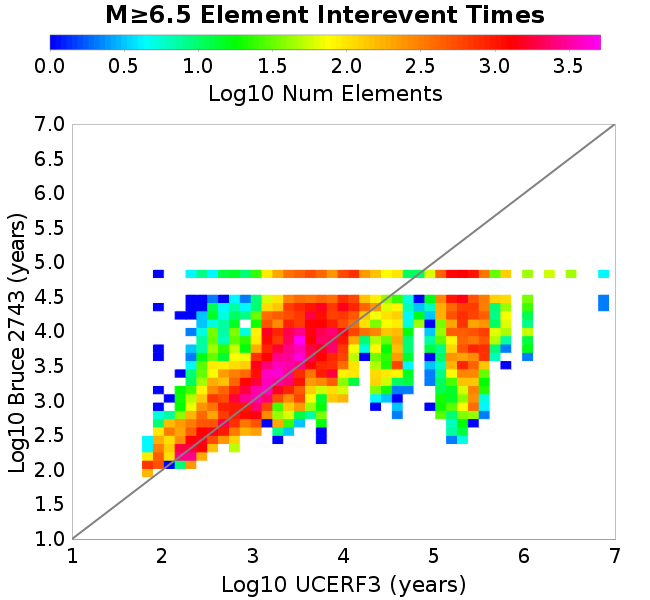 M≥6.5 Element Interevent Times
0.0 0.5 1.0 1.5 2.0 2.5 3.0 3.5
Log10 Num Elements
7.0
6.5
6.0
5.5
5.0
4.5
4.0
3.5
3.0
2.5
2.0
1.5
1.0
Log10 Bruce 2743 (years)
1 2 3 4 5 6 7
Log10 UCERF3 (years)